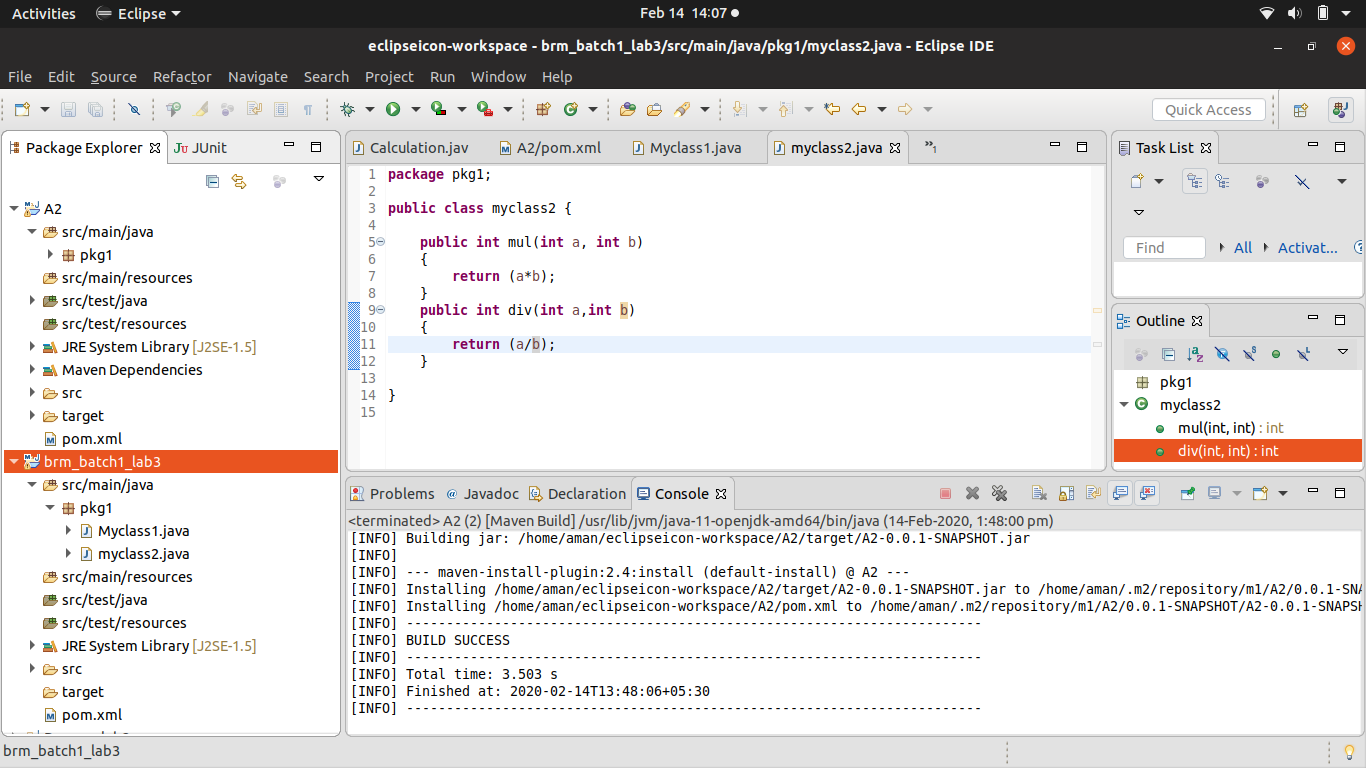 Activities Eclipse Feb 14 14:07
eclipseicon-workspace - brm_batch1_lab3/src/main/java/pkg1/myclass2.java - Eclipse IDE
File Edit Source Refactor Navigate Search Project Run Window Help
Quick Access
Package Explorer JUnit
A2
src/main/java
pkg1
src/main/resources
src/test/java
src/test/resources
JRE System Library [J2SE-1.5]
Maven Dependencies
src
target
pom.xml
brm_batch1_lab3
src/main/java
pkg1
Myclass1.java
myclass2.java
src/main/resources
src/test/java
src/test/resources
JRE System Library [J2SE-1.5]
src
target
pom.xml
Calculation.jav A2/pom.xml Myclass1.java myclass2.java »1
1 package pkg1;
2
3 public class myclass2 {
4
5 public int mul(int a, int b)
6 {
7 return (a*b);
8 }
9 public int div(int a,int b)
10 {
11 return (a/b);
12 }
13
14 }
15
Task List
Find All Activat...
Outline
pkg1
myclass2
mul(int, int) : int
div(int, int) : int
Problems @ Javadoc Declaration Console
<terminated> A2 (2) [Maven Build] /usr/lib/jvm/java-11-openjdk-amd64/bin/java (14-Feb-2020, 1:48:00 pm)
[INFO] Building jar: /home/aman/eclipseicon-workspace/A2/target/A2-0.0.1-SNAPSHOT.jar
[INFO]
[INFO] --- maven-install-plugin:2.4:install (default-install) @ A2 ---
[INFO] Installing /home/aman/eclipseicon-workspace/A2/target/A2-0.0.1-SNAPSHOT.jar to /home/aman/.m2/repository/m1/A2/0.0.1-SNA
[INFO] Installing /home/aman/eclipseicon-workspace/A2/pom.xml to /home/aman/.m2/repository/m1/A2/0.0.1-SNAPSHOT/A2-0.0.1-SNAPSH
[INFO] ------------------------------------------------------------------------
[INFO] BUILD SUCCESS
[INFO] ------------------------------------------------------------------------
[INFO] Total time: 3.503 s
[INFO] Finished at: 2020-02-14T13:48:06+05:30
[INFO] ------------------------------------------------------------------------
brm_batch1_lab3